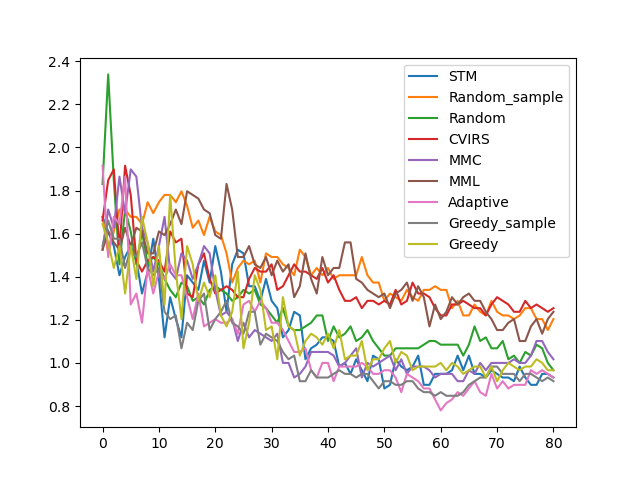 2.4
2.2
2.0
1.8
1.6
1.4
1.2
1.0
0.8
0 10 20 30 40 50 60 70 80
STM
Random_sample
Random
CVIRS
MMC
MML
Adaptive
Greedy_sample
Greedy